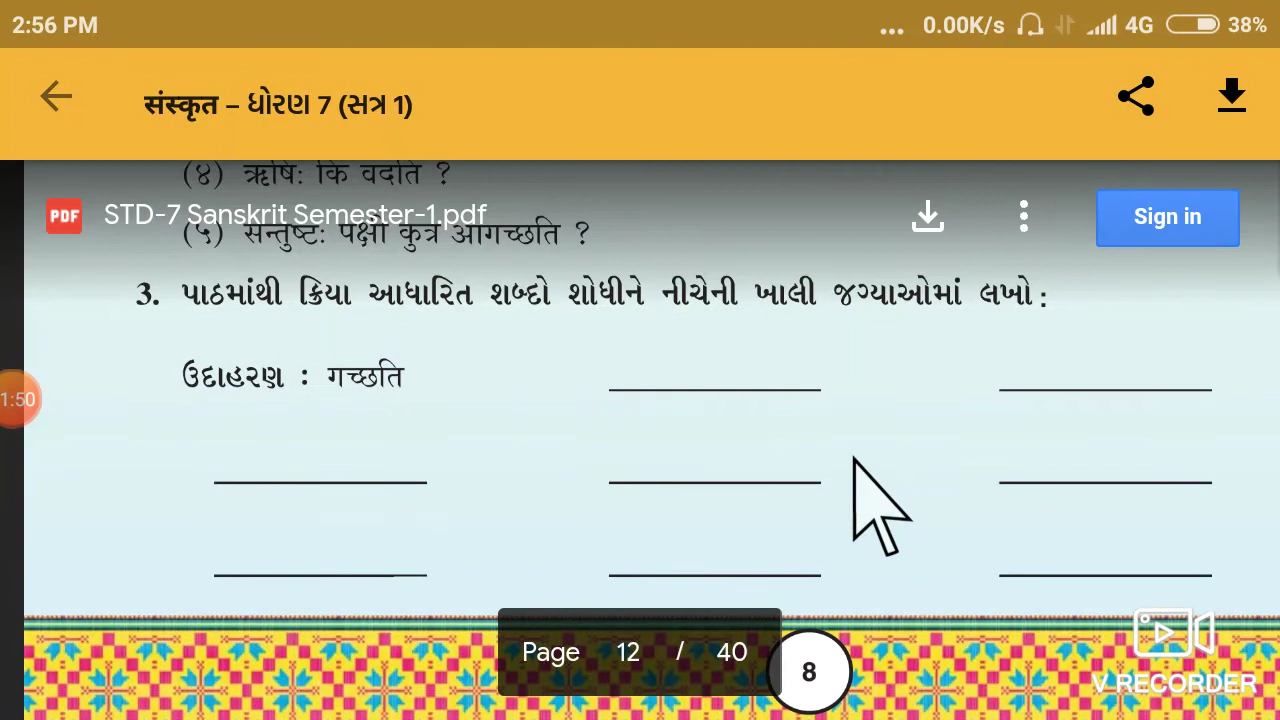 2:56 PM
... 0.00K/s 4G 38%
संस्कृत – ધોરણ 7 (સત્ર 1)
(४) ऋषिः किं वदति ?
PDF STD-7 Sanskrit Semester-1.pdf Sign in
(५) सन्तुष्टः पक्षी कुत्र आगच्छति ?
3. પાઠમાંથી ક્રિયા આધારિત શબ્દો શોધીને નીચેની ખાલી જગ્યાઓમાં લખો :
1:50
ઉદાહરણ : गच्छति
Page 12 / 40
8
V RECORDER